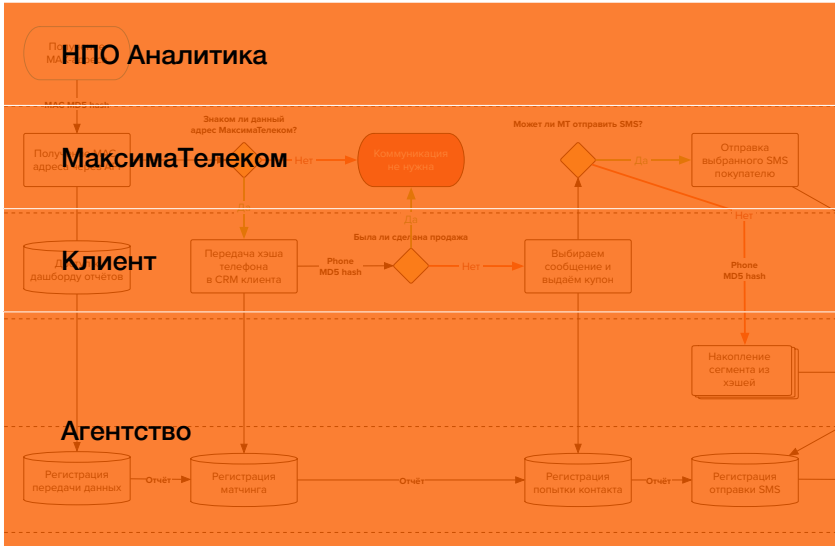 НПО Аналитика
MAC MD5 hash
Знаком ли данный
адрес МаксимаТелеком?
Может ли МТ отправить SMS?
МаксимаТелеком
Нет
Коммуникация
не нужна
Да
Отправка
выбранного SMS
покупателю
Да
Да
Нет
Была ли сделана продажа
Клиент
дашборду отчётов
Передача хэша
телефона
в CRM клиента
Phone
MD5 hash
Нет
Выбираем
сообщение и
выдаём купон
Phone
MD5 hash
Накопление
сегмента из
хэшей
Агентство
Регистрация
передачи данных
Отчёт
Регистрация
матчинга
Отчёт
Регистрация
попытки контакта
Отчёт
Регистрация
отправки SMS